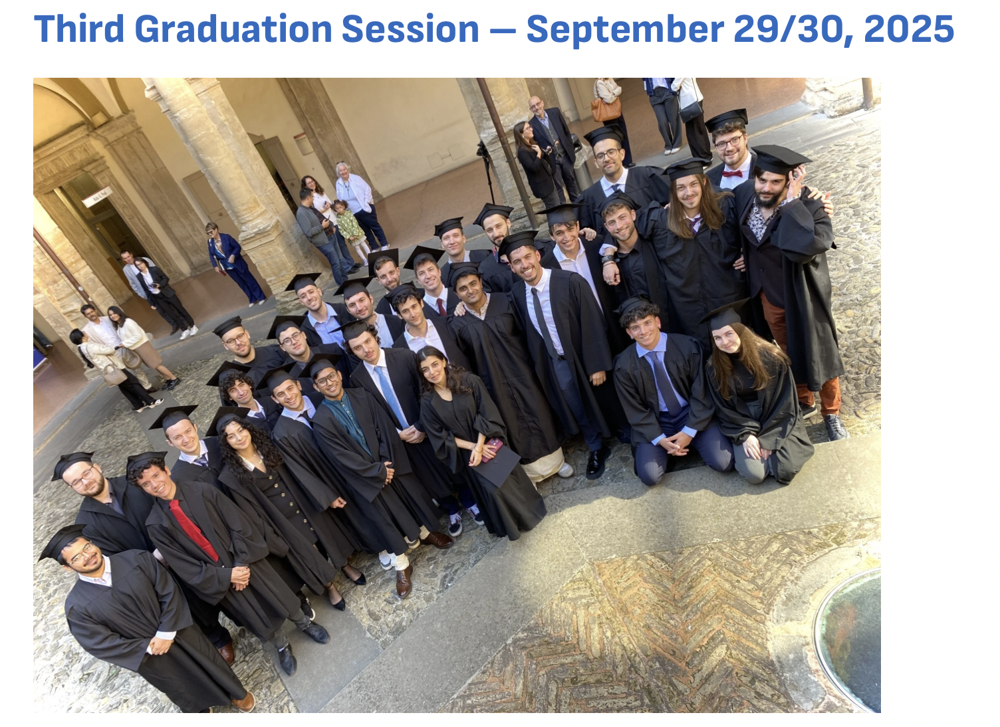 Third Graduation Session – September 29/30, 2025